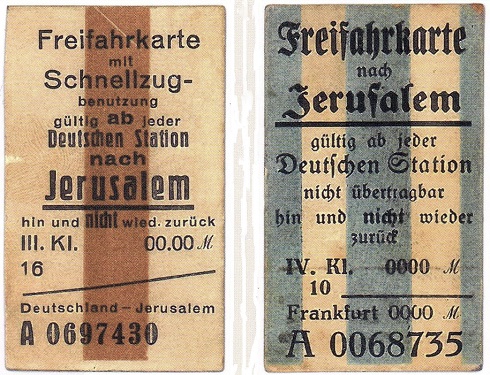 Freifahrkarte
mit
Schnellzug-
benutzung
gültig ab jeder
Deutschen Station
nach
Jerusalem
hin und nicht wied. zurück
III. Kl. 00.00 M
16
Deutschland – Jerusalem
A 0697430
Freifahrkarte
nach
Jerusalem
gültig ab jeder
Deutschen Station
nicht übertragbar
hin und nicht wieder
zurück
IV. Kl. 0000 M
10
Frankfurt 0000 M
A 0068735